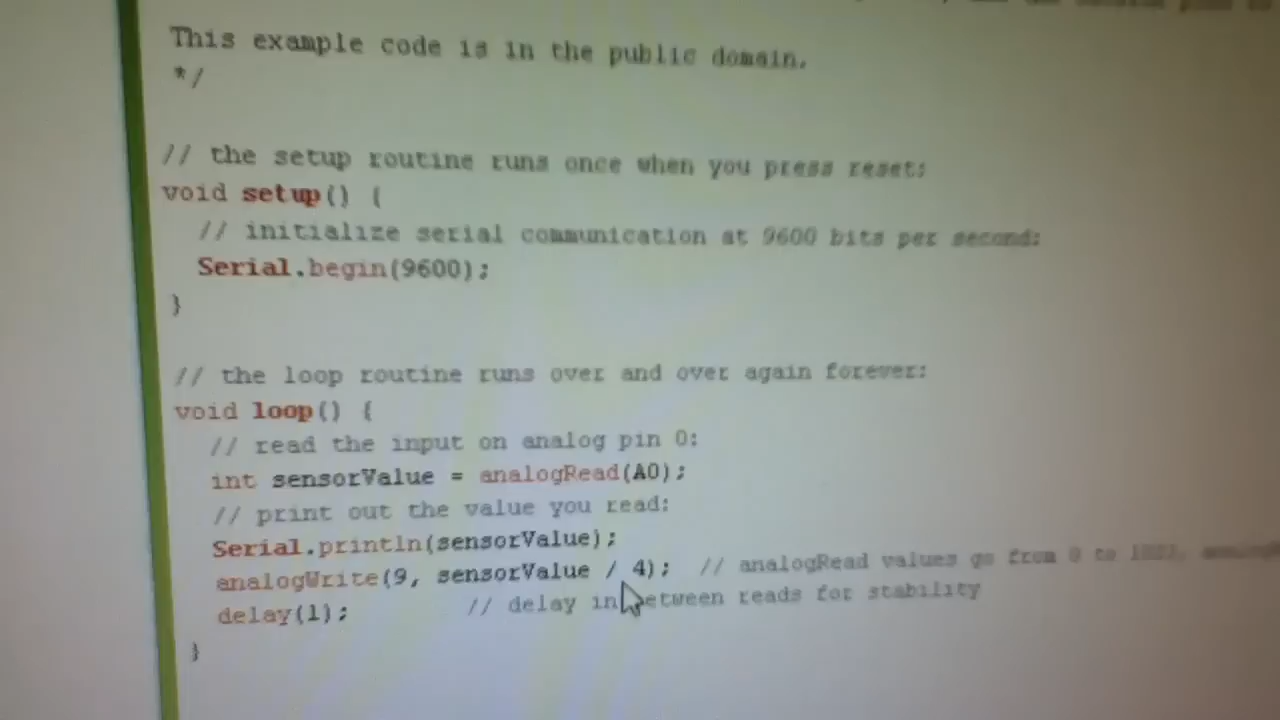 This example code is in the public domain.
*/
// the setup routine runs once when you press reset:
void setup() {
// initialize serial communication at 9600 bits per second:
Serial.begin(9600);
}
// the loop routine runs over and over again forever:
void loop() {
// read the input on analog pin 0:
int sensorValue = analogRead(A0);
// print out the value you read:
Serial.println(sensorValue);
analogWrite(9, sensorValue / 4); // analogRead values go from 0 to 1023,
delay(1); // delay in between reads for stability
}